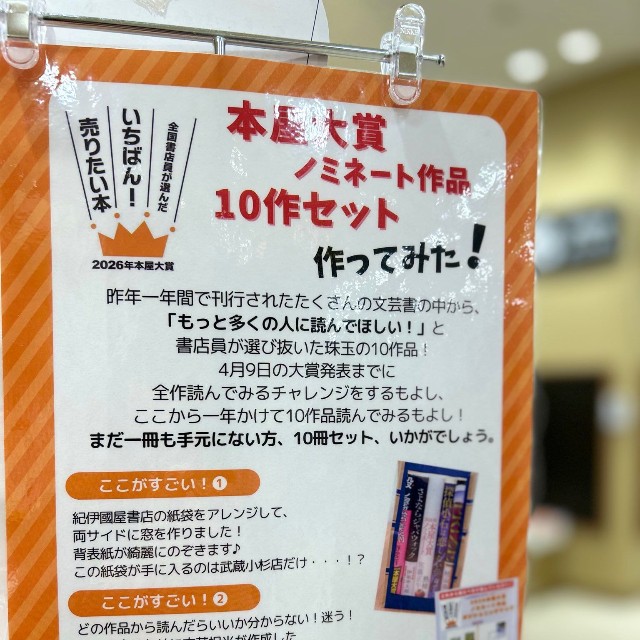 全国書店員が選んだ
いちばん!
売りたい本
2026年本屋大賞
本屋大賞
ノミネート作品
10作セット
作ってみた!
昨年一年間で刊行されたたくさんの文芸書の中から、
「もっと多くの人に読んでほしい!」と
書店員が選び抜いた珠玉の10作品!
4月9日の大賞発表までに
全作読んでみるチャレンジをするもよし、
ここから一年かけて10作品読んでみるもよし!
まだ一冊も手元にない方、10冊セット、いかがでしょう。
ここがすごい!①
紀伊國屋書店の紙袋をアレンジして、
両サイドに窓を作りました!
背表紙が綺麗にのぞきます♪
この紙袋が手に入るのは武蔵小杉店だけ・・・!?
ここがすごい!②
どの作品から読んだらいいか分からない!迷う!